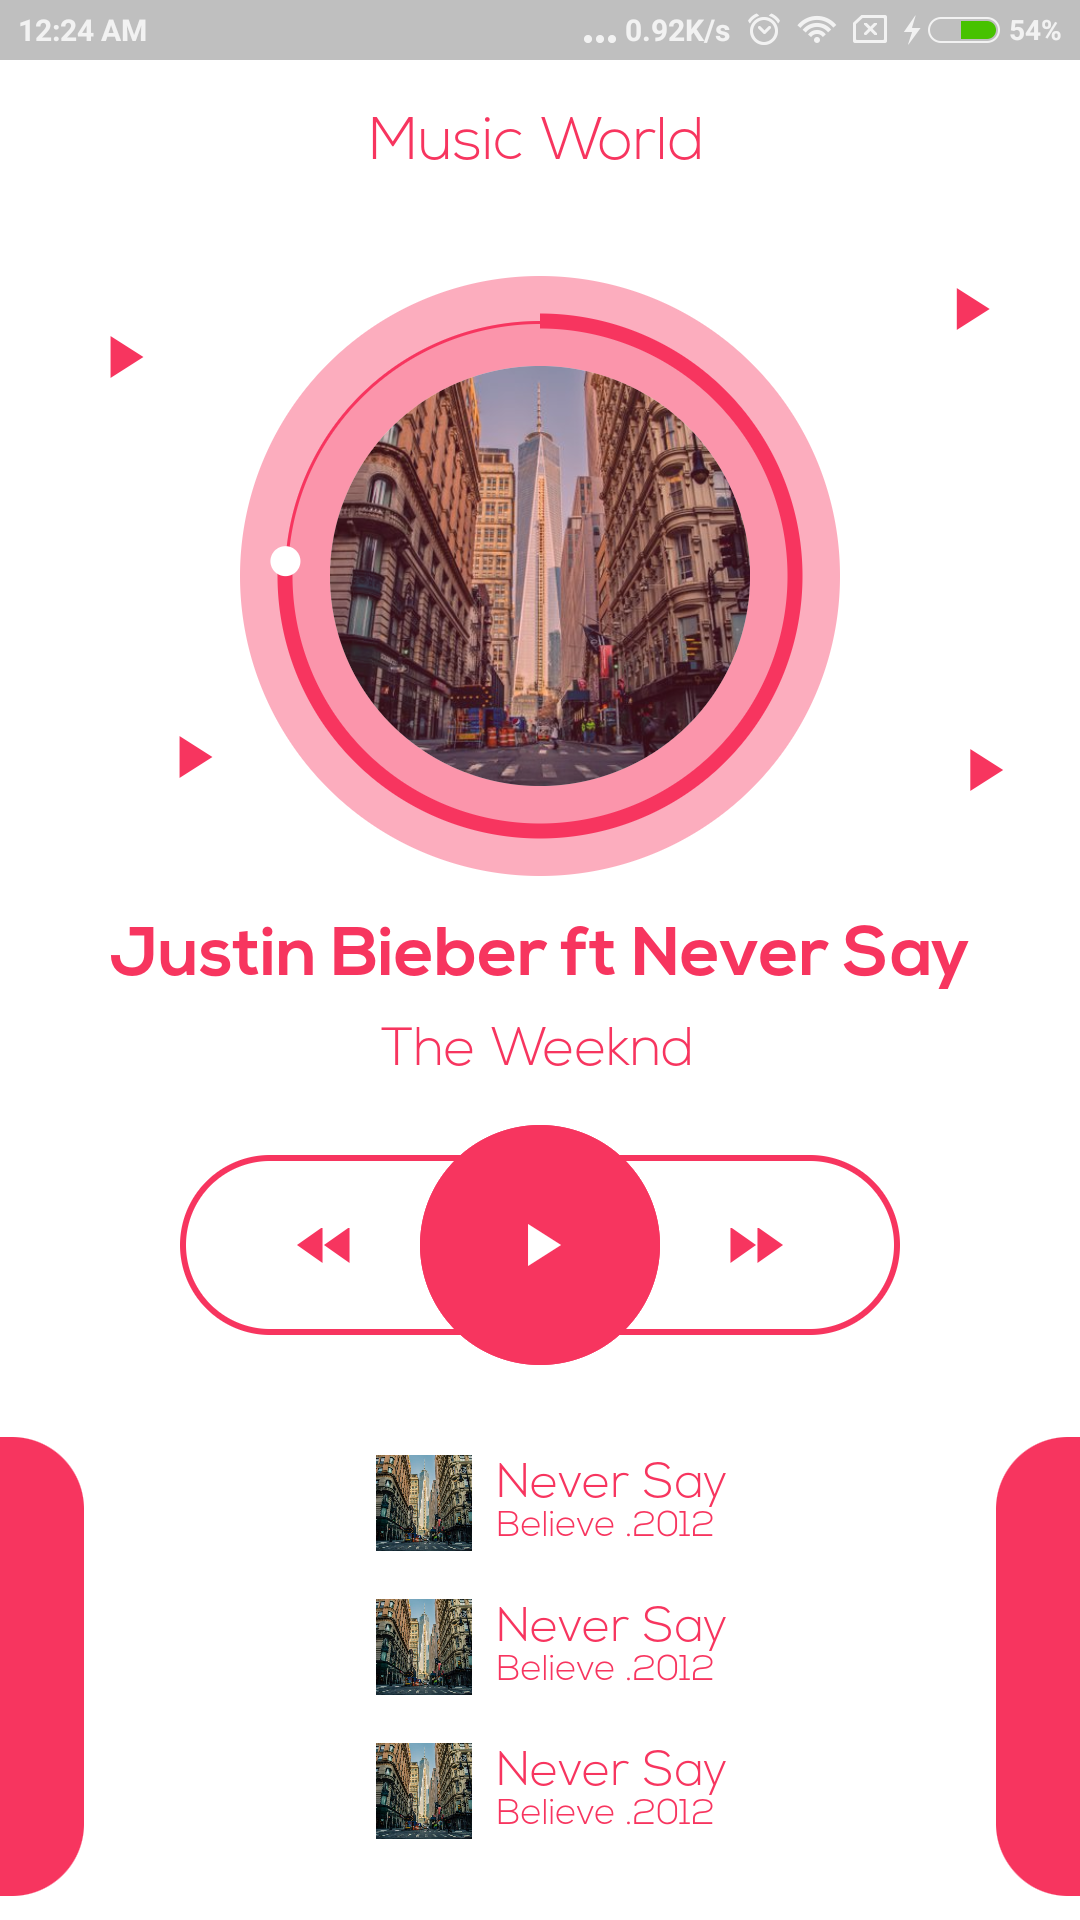 12:24 AM ... 0.92K/s 54%
Music World
Justin Bieber ft Never Say
The Weeknd
Never Say
Believe .2012
Never Say
Believe .2012
Never Say
Believe .2012